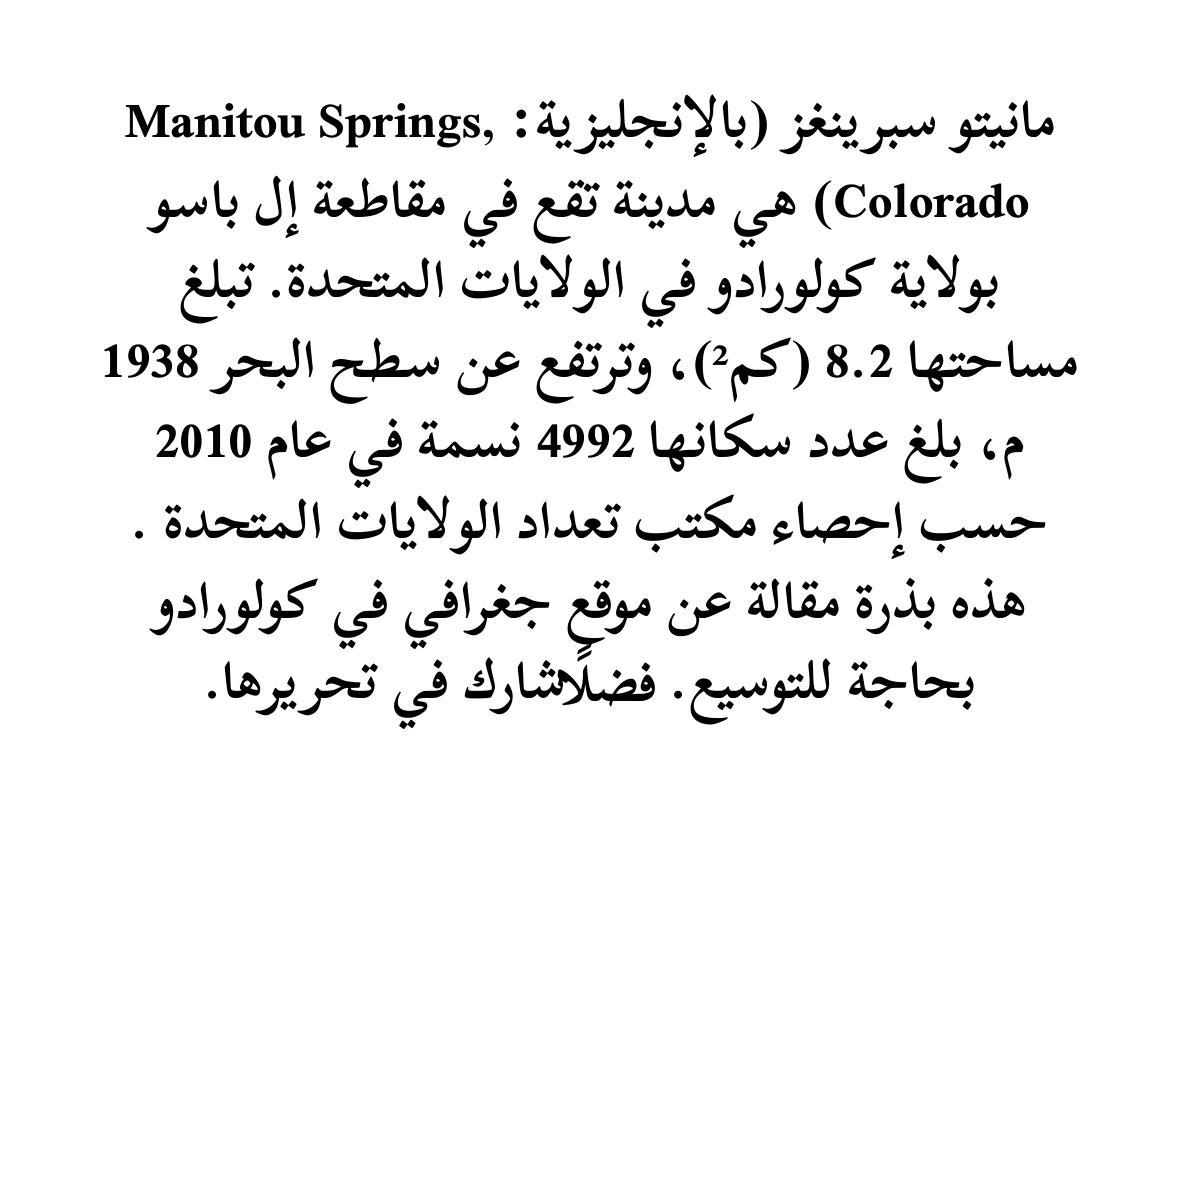 مانيتو سبرينغز (بالإنجليزية: Manitou Springs,
Colorado) هي مدينة تقع في مقاطعة إل باسو
بولاية كولورادو في الولايات المتحدة. تبلغ
مساحتها 8.2 (كم²)، وترتفع عن سطح البحر 1938
م، بلغ عدد سكانها 4992 نسمة في عام 2010
حسب إحصاء مكتب تعداد الولايات المتحدة .
هذه بذرة مقالة عن موقع جغرافي في كولورادو
بحاجة للتوسيع. فضلًاشارك في تحريرها.